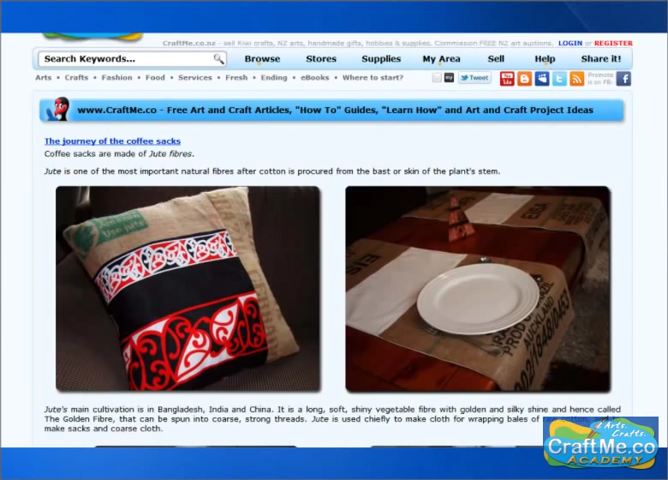 CraftMe.co.nz - sell Kiwi crafts, NZ arts, handmade gifts, hobbies & supplies. Commission FREE NZ art auctions. LOGIN or REGISTER
Search Keywords...
Browse Stores Supplies My Area Sell Help Share it!
Arts • Crafts • Fashion • Food • Services • Fresh • Ending • eBooks • Where to start?
Tweet
You
Promote us on FB:
www.CraftMe.co - Free Art and Craft Articles, "How To" Guides, "Learn How" and Art and Craft Project Ideas
The journey of the coffee sacks
Coffee sacks are made of Jute fibres.
Jute is one of the most important natural fibres after cotton is procured from the bast or skin of the plant's stem.
AUCKLAND
002/1848/0463
Jute's main cultivation is in Bangladesh, India and China. It is a long, soft, shiny vegetable fibre with golden and silky shine and hence called
The Golden Fibre, that can be spun into coarse, strong threads. Jute is used chiefly to make cloth for wrapping bales of
make sacks and coarse cloth.
Arts. Crafts.
CraftMe.co
ACADEMY